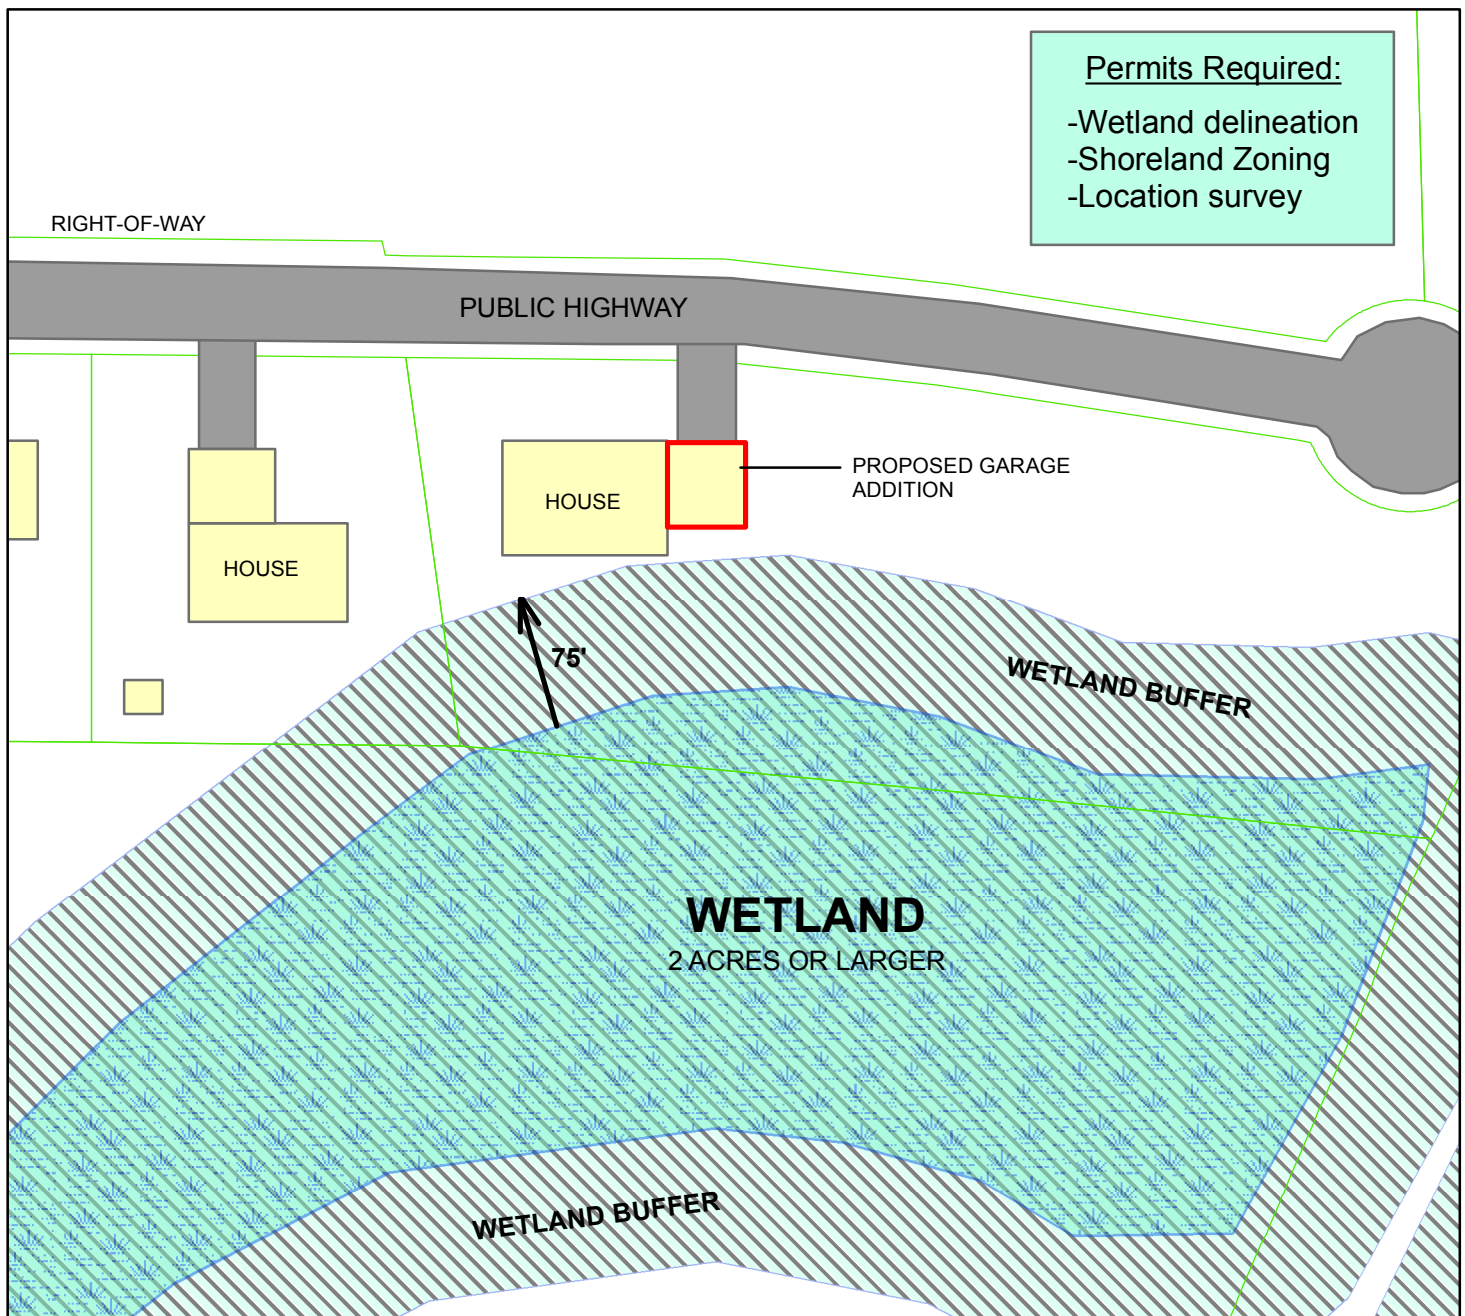 Permits Required:
-Wetland delineation
-Shoreland Zoning
-Location survey
RIGHT-OF-WAY
PUBLIC HIGHWAY
PROPOSED GARAGE
ADDITION
HOUSE
HOUSE
75'
WETLAND BUFFER
WETLAND
2 ACRES OR LARGER
WETLAND BUFFER